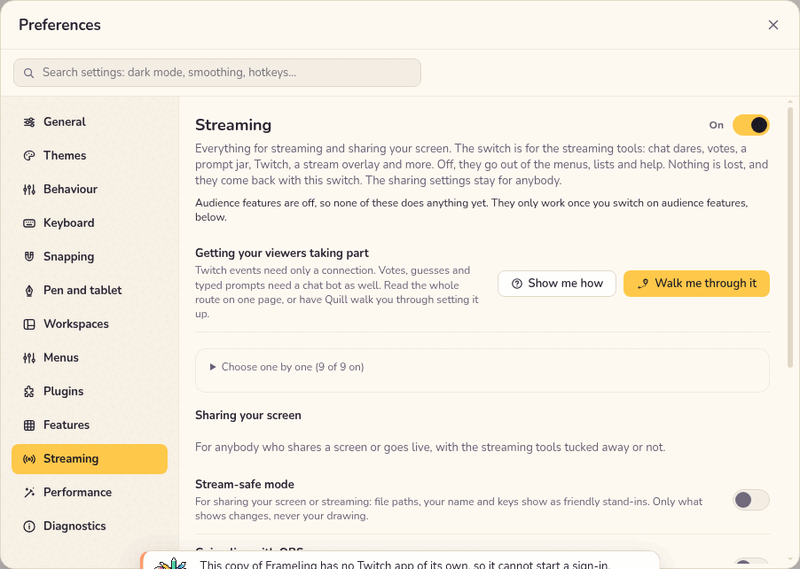 Preferences
Search settings: dark mode, smoothing, hotkeys...
General
Themes
Behaviour
Keyboard
Snapping
Pen and tablet
Workspaces
Menus
Plugins
Features
Streaming
Performance
Diagnostics
Streaming
On
Everything for streaming and sharing your screen. The switch is for the streaming tools: chat dares, votes, a
prompt jar, Twitch, a stream overlay and more. Off, they go out of the menus, lists and help. Nothing is lost, and
they come back with this switch. The sharing settings stay for anybody.
Audience features are off, so none of these does anything yet. They only work once you switch on audience features,
below.
Getting your viewers taking part
Twitch events need only a connection. Votes, guesses and
typed prompts need a chat bot as well. Read the whole
route on one page, or have Quill walk you through setting it
up.
Show me how
Walk me through it
Choose one by one (9 of 9 on)
Sharing your screen
For anybody who shares a screen or goes live, with the streaming tools tucked away or not.
Stream-safe mode
For sharing your screen or streaming: file paths, your name and keys show as friendly stand-ins. Only what
shows changes, never your drawing.
This copy of Frameling has no Twitch app of its own, so it cannot start a sign-in.